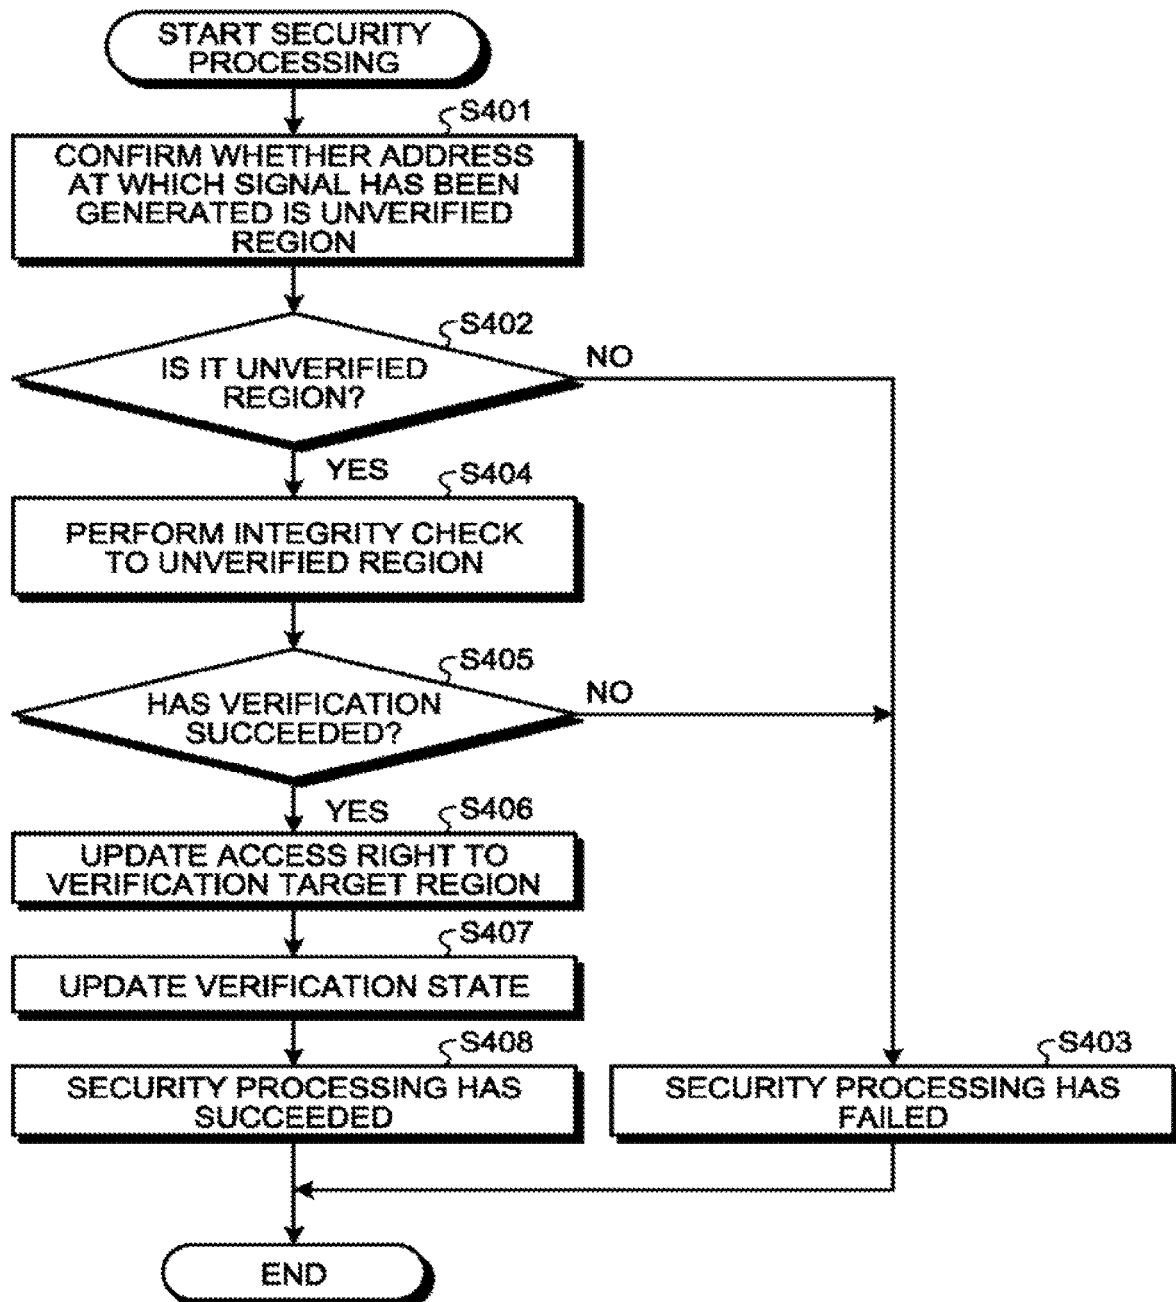 START SECURITY
PROCESSING
S401
CONFIRM WHETHER ADDRESS
AT WHICH SIGNAL HAS BEEN
GENERATED IS UNVERIFIED
REGION
S402
IS IT UNVERIFIED
REGION?
NO
YES
S404
PERFORM INTEGRITY CHECK
TO UNVERIFIED REGION
S405
HAS VERIFICATION
SUCCEEDED?
NO
YES
S406
UPDATE ACCESS RIGHT TO
VERIFICATION TARGET REGION
S407
UPDATE VERIFICATION STATE
S408
SECURITY PROCESSING HAS
SUCCEEDED
S403
SECURITY PROCESSING HAS
FAILED
END